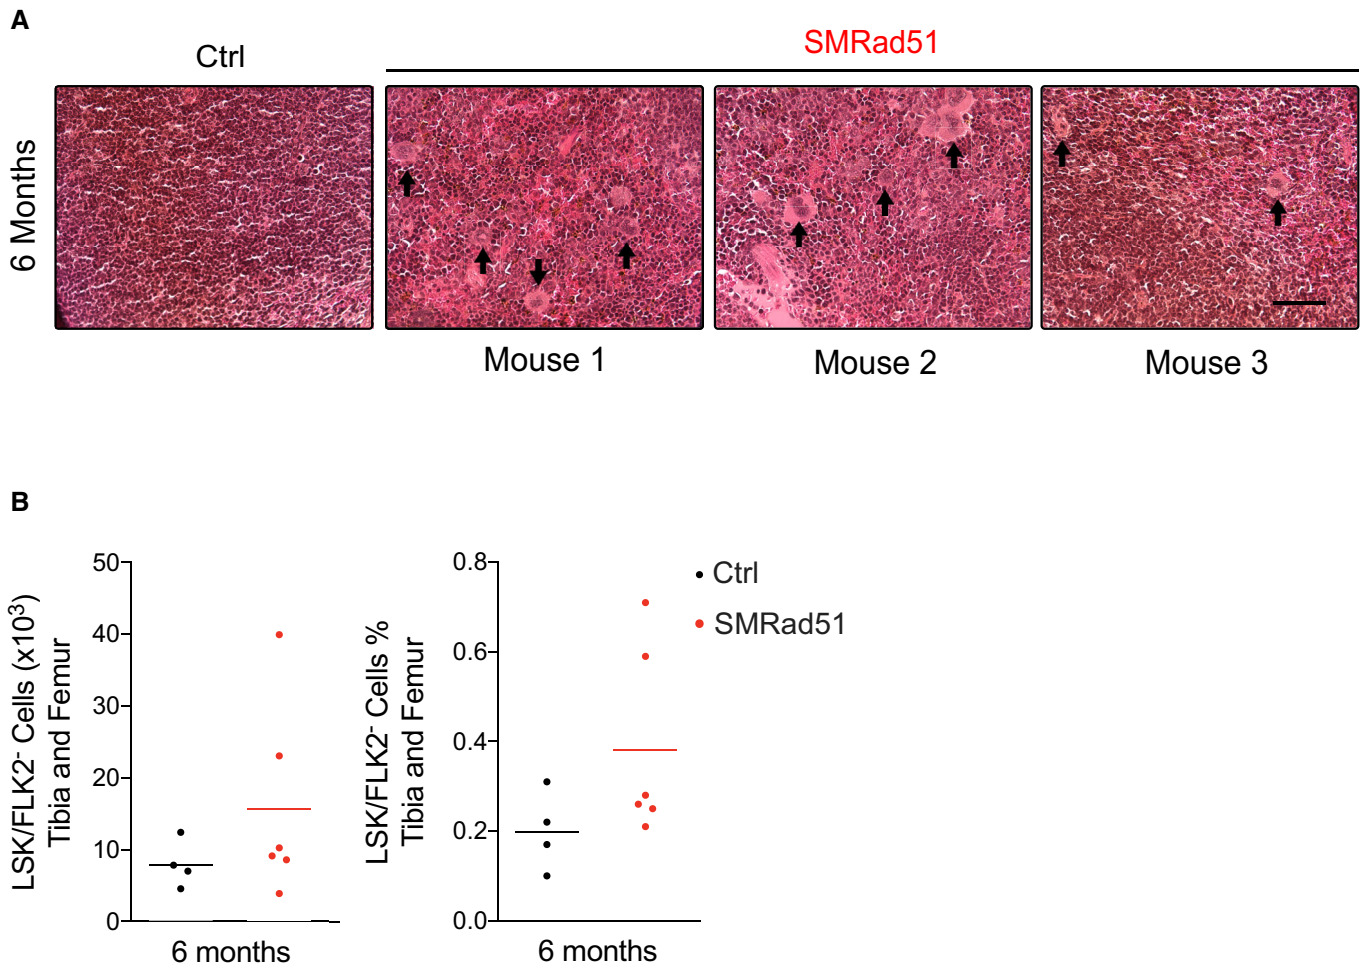 A
Ctrl
SMRad51
6 Months
Mouse 1
Mouse 2
Mouse 3
B
LSK/FLK2⁻ Cells (x10³)
Tibia and Femur
50
40
30
20
10
0
6 months
LSK/FLK2⁻ Cells %
Tibia and Femur
0.8
0.6
0.4
0.2
0.0
6 months
Ctrl
SMRad51